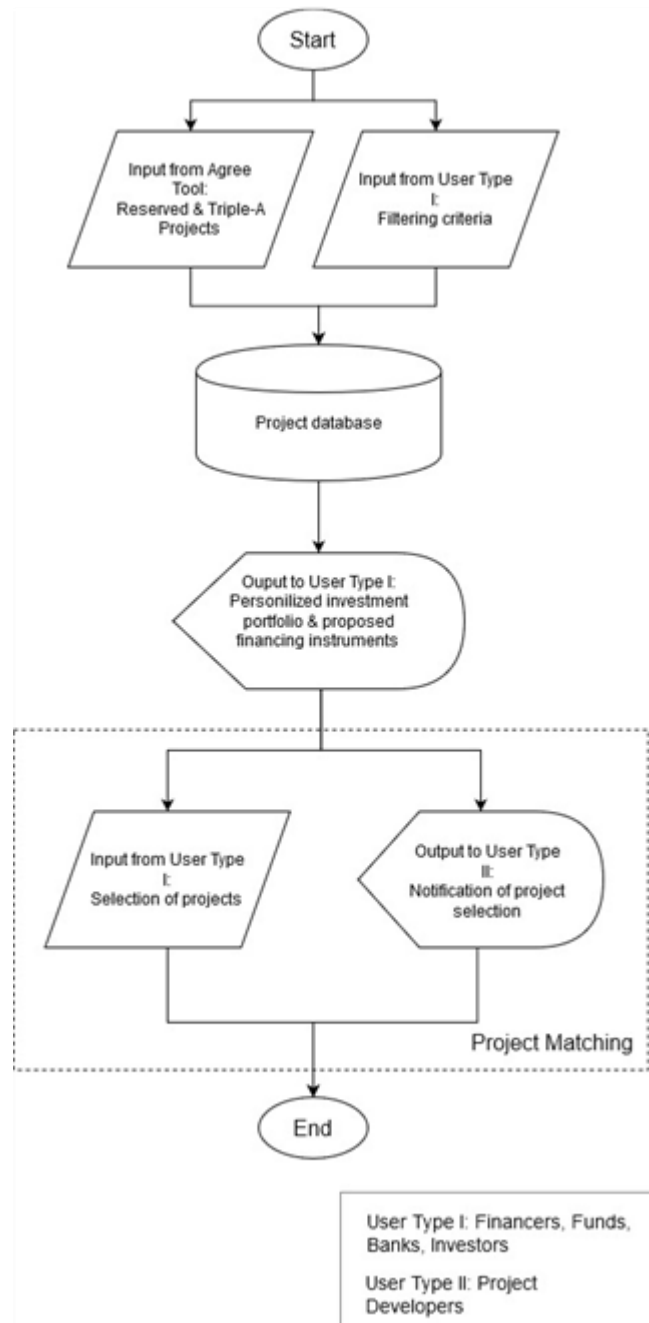 Start
Input from Agree
Tool:
Reserved & Triple-A
Projects
Input from User Type
I:
Filtering criteria
Project database
Ouput to User Type I:
Personilized investment
portfolio & proposed
financing instruments
Input from User Type
I:
Selection of projects
Output to User Type
II:
Notification of project
selection
Project Matching
End
User Type I: Financers, Funds,
Banks, Investors
User Type II: Project
Developers